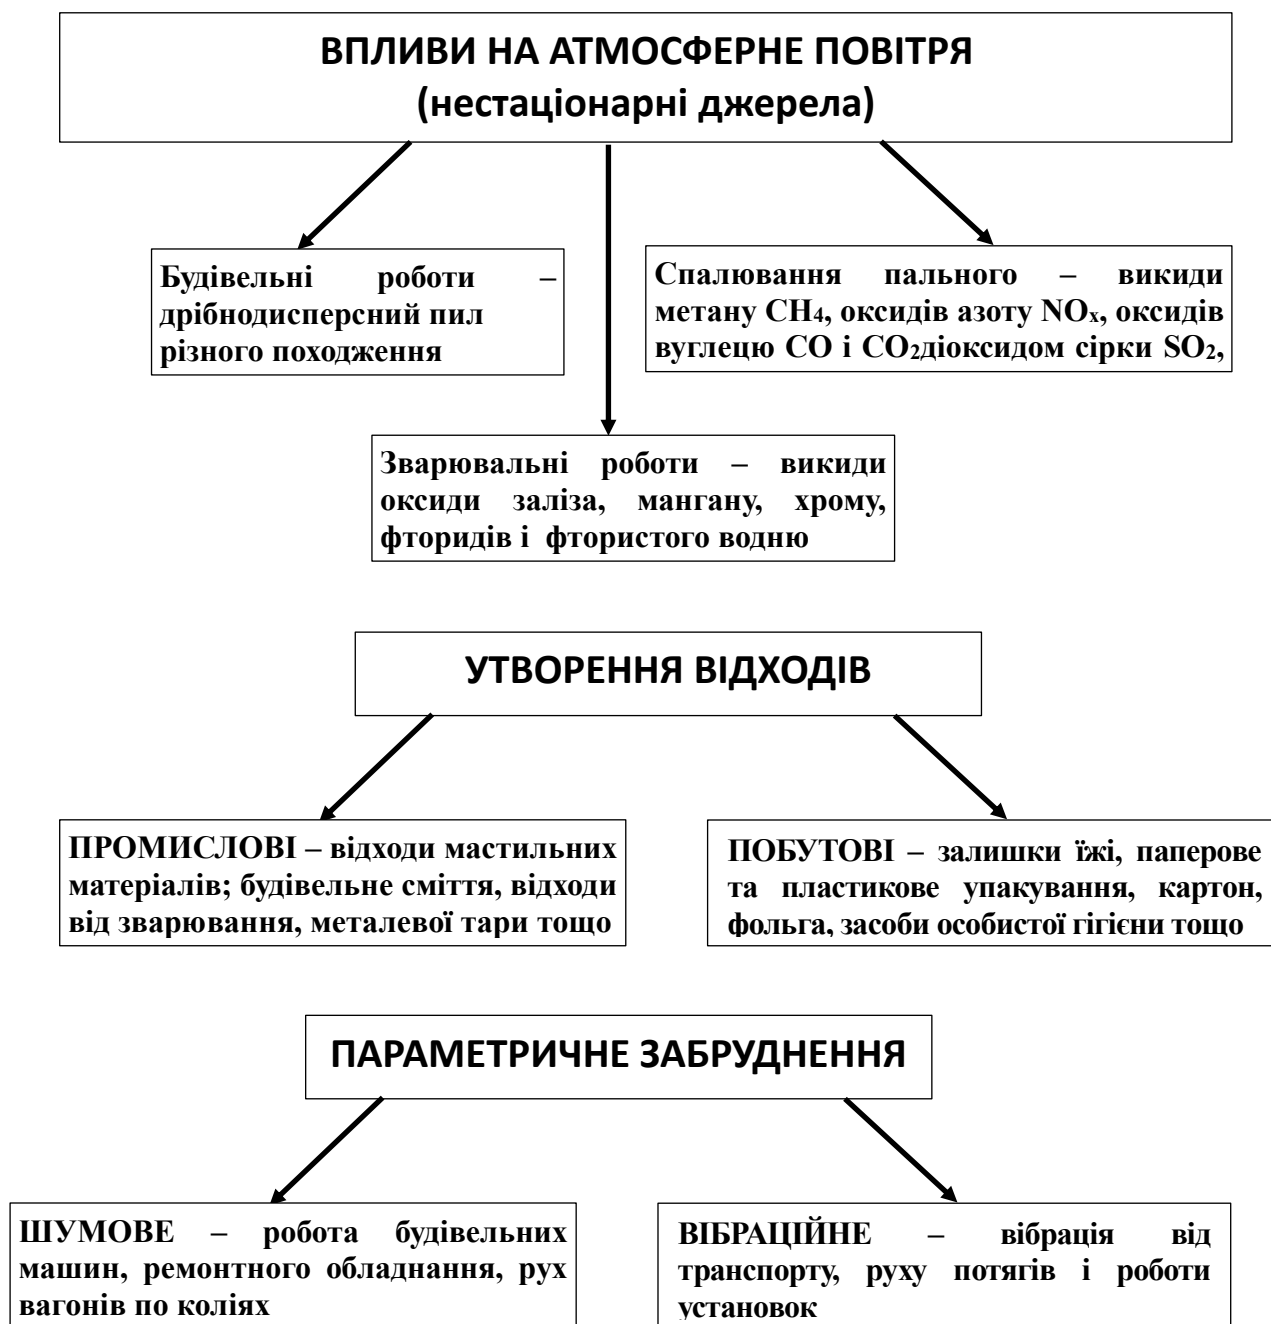 ВПЛИВИ НА АТМОСФЕРНЕ ПОВІТРЯ
(нестаціонарні джерела)
Будівельні роботи –
дрібнодисперсний пил
різного походження
Спалювання пального – викиди
метану CH₄, оксидів азоту NOₓ, оксидів
вуглецю CO і CO₂діоксидом сірки SO₂,
Зварювальні роботи – викиди
оксиди заліза, мангану, хрому,
фторидів і фтористого водню
УТВОРЕННЯ ВІДХОДІВ
ПРОМИСЛОВІ – відходи мастильних
матеріалів; будівельне сміття, відходи
від зварювання, металевої тари тощо
ПОБУТОВІ – залишки їжі, паперове
та пластикове упакування, картон,
фольга, засоби особистої гігієни тощо
ПАРАМЕТРИЧНЕ ЗАБРУДНЕННЯ
ШУМОВЕ – робота будівельних
машин, ремонтного обладнання, рух
вагонів по коліях
ВІБРАЦІЙНЕ – вібрація від
транспорту, руху потягів і роботи
установок